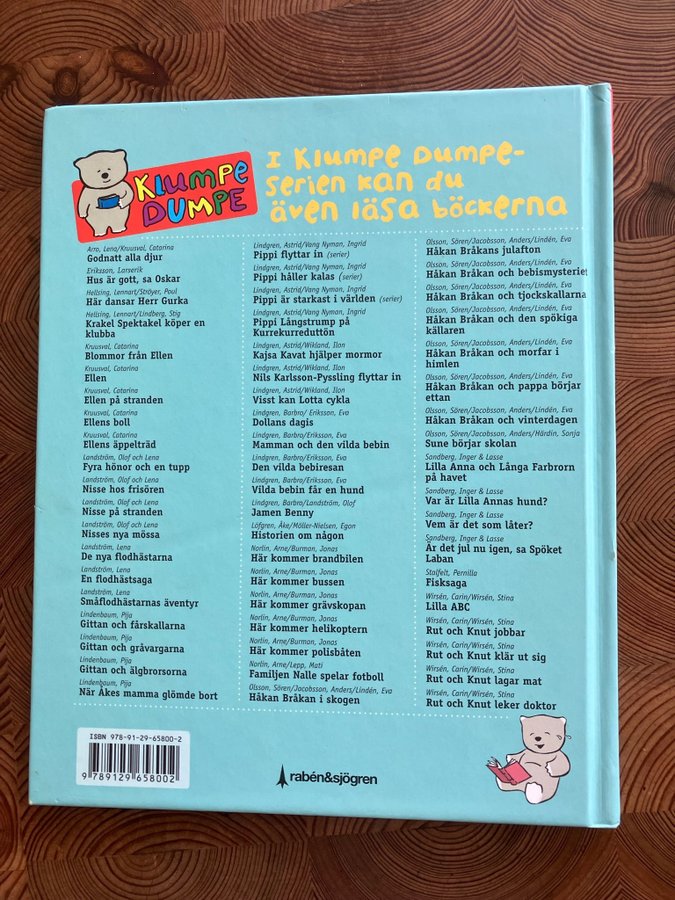 KLUMPE
DUMPE
I Klumpe Dumpe-
serien kan du
även läsa böckerna
Arro, Lena/Kruusval, Catarina
Godnatt alla djur
Eriksson, Larserik
Hus är gott, sa Oskar
Hellsing, Lennart/Ströyer, Poul
Här dansar Herr Gurka
Hellsing, Lennart/Lindberg, Stig
Krakel Spektakel köper en
klubba
Kruusval, Catarina
Blommor från Ellen
Kruusval, Catarina
Ellen
Kruusval, Catarina
Ellen på stranden
Kruusval, Catarina
Ellens boll
Kruusval, Catarina
Ellens äppelträd
Landström, Olof och Lena
Fyra hönor och en tupp
Landström, Olof och Lena
Nisse hos frisören
Landström, Olof och Lena
Nisse på stranden
Landström, Olof och Lena
Nisses nya mössa
Landström, Lena
De nya flodhästarna
Landström, Lena
En flodhästsaga
Landström, Lena
Småflodhästarnas äventyr
Lindenbaum, Pija
Gittan och fårskallarna
Lindenbaum, Pija
Gittan och gråvargarna
Lindenbaum, Pija
Gittan och älgbrorsorna
Lindenbaum, Pija
När Åkes mamma glömde bort
Lindgren, Astrid/Vang Nyman, Ingrid
Pippi flyttar in (serier)
Lindgren, Astrid/Vang Nyman, Ingrid
Pippi håller kalas (serier)
Lindgren, Astrid/Vang Nyman, Ingrid
Pippi är starkast i världen (serier)
Lindgren, Astrid/Vang Nyman, Ingrid
Pippi Långstrump på
Kurrekurreduttön
Lindgren, Astrid/Wikland, Ilon
Kajsa Kavat hjälper mormor
Lindgren, Astrid/Wikland, Ilon
Nils Karlsson-Pyssling flyttar in
Lindgren, Astrid/Wikland, Ilon
Visst kan Lotta cykla
Lindgren, Barbro/ Eriksson, Eva
Dollans dagis
Lindgren, Barbro/Eriksson, Eva
Mamman och den vilda bebin
Lindgren, Barbro/Eriksson, Eva
Den vilda bebiresan
Lindgren, Barbro/Eriksson, Eva
Vilda bebin får en hund
Lindgren, Barbro/Landström, Olof
Jamen Benny
Löfgren, Åke/Möller-Nielsen, Egon
Historien om någon
Norlin, Arne/Burman, Jonas
Här kommer brandbilen
Norlin, Arne/Burman, Jonas
Här kommer bussen
Norlin, Arne/Burman, Jonas
Här kommer grävskopan
Norlin, Arne/Burman, Jonas
Här kommer helikoptern
Norlin, Arne/Burman, Jonas
Här kommer polisbåten
Norlin, Arne/Lepp, Mati
Familjen Nalle spelar fotboll
Olsson, Sören/Jacobsson, Anders/Lindén, Eva
Håkan Bråkan i skogen
Olsson, Sören/Jacobsson, Anders/Lindén, Eva
Håkan Bråkans julafton
Olsson, Sören/Jacobsson, Anders/Lindén, Eva
Håkan Bråkan och bebismysteriet
Olsson, Sören/Jacobsson, Anders/Lindén, Eva
Håkan Bråkan och tjockskallarna
Olsson, Sören/Jacobsson, Anders/Lindén, Eva
Håkan Bråkan och den spökiga
källaren
Olsson, Sören/Jacobsson, Anders/Lindén, Eva
Håkan Bråkan och morfar i
himlen
Olsson, Sören/Jacobsson, Anders/Lindén, Eva
Håkan Bråkan och pappa börjar
ettan
Olsson, Sören/Jacobsson, Anders/Lindén, Eva
Håkan Bråkan och vinterdagen
Olsson, Sören/Jacobsson, Anders/Härdin, Sonja
Sune börjar skolan
Sandberg, Inger & Lasse
Lilla Anna och Långa Farbrorn
på havet
Sandberg, Inger & Lasse
Var är Lilla Annas hund?
Sandberg, Inger & Lasse
Vem är det som låter?
Sandberg, Inger & Lasse
Är det jul nu igen, sa Spöket
Laban
Stalfelt, Pernilla
Fisksaga
Wirsén, Carin/Wirsén, Stina
Lilla ABC
Wirsén, Carin/Wirsén, Stina
Rut och Knut jobbar
Wirsén, Carin/Wirsén, Stina
Rut och Knut klär ut sig
Wirsén, Carin/Wirsén, Stina
Rut och Knut lagar mat
Wirsén, Carin/Wirsén, Stina
Rut och Knut leker doktor
ISBN 978-91-29-65800-2
9 789129 658002
rabén&sjögren